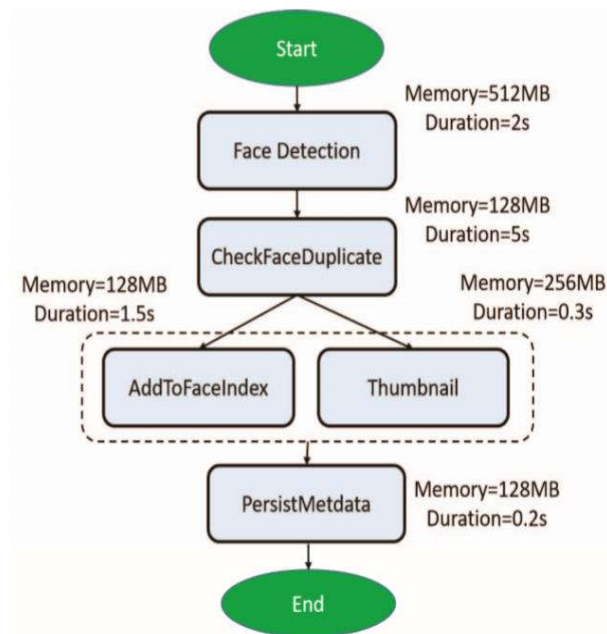 Start
Memory=512MB
Duration=2s
Face Detection
Memory=128MB
Duration=5s
CheckFaceDuplicate
Memory=128MB
Duration=1.5s
Memory=256MB
Duration=0.3s
AddToFaceIndex
Thumbnail
PersistMetdata
Memory=128MB
Duration=0.2s
End